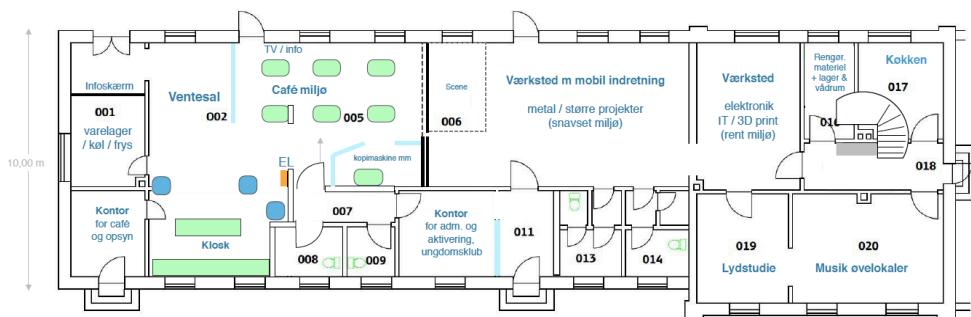 TV / info
Infoskærm
001
varelager
/ køl / frys
Ventesal
002
Café miljø
005
Scene
006
Værksted m mobil indretning
metal / større projekter
(snavset miljø)
Værksted
elektronik
IT / 3D print
(rent miljø)
Rengør.
materiel
+ lager &
vådrum
Køkken
017
018
10,00 m
EL
kopimaskine mm
Kontor
for café
og opsyn
Klosk
007
008
009
Kontor
for adm. og
aktivering,
ungdomsklub
011
013
014
019
Lydstudie
020
Musik øvelokaler